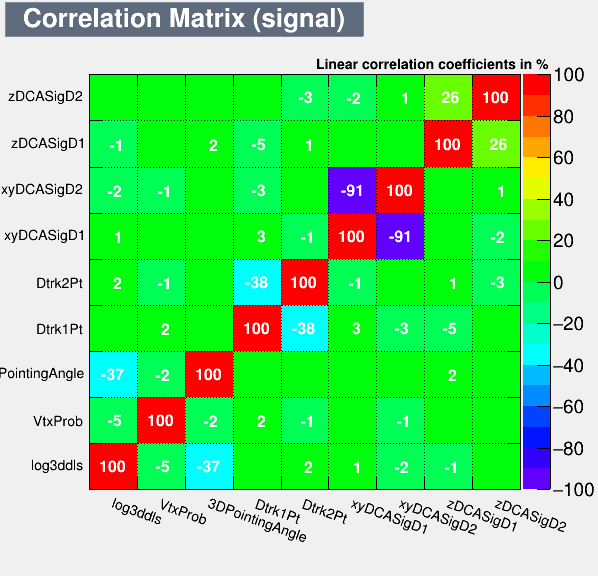 Correlation Matrix (signal)
Linear correlation coefficients in %
zDCASigD2 -3 -2 1 26 100
zDCASigD1 -1 2 -5 1 100 26
xyDCASigD2 -2 -1 -3 -91 100 1
xyDCASigD1 1 3 -1 100 -91 -2
Dtrk2Pt 2 -1 -38 100 -1 1 -3
Dtrk1Pt 2 100 -38 3 -3 -5
PointingAngle -37 -2 100 2
VtxProb -5 100 -2 2 -1 -1
log3ddls 100 -5 -37 2 1 -2 -1
log3ddls VtxProb 3DPointingAngle Dtrk1Pt Dtrk2Pt xyDCASigD1 xyDCASigD2 zDCASigD1 zDCASigD2
100
80
60
40
20
0
−20
−40
−60
−80
−100